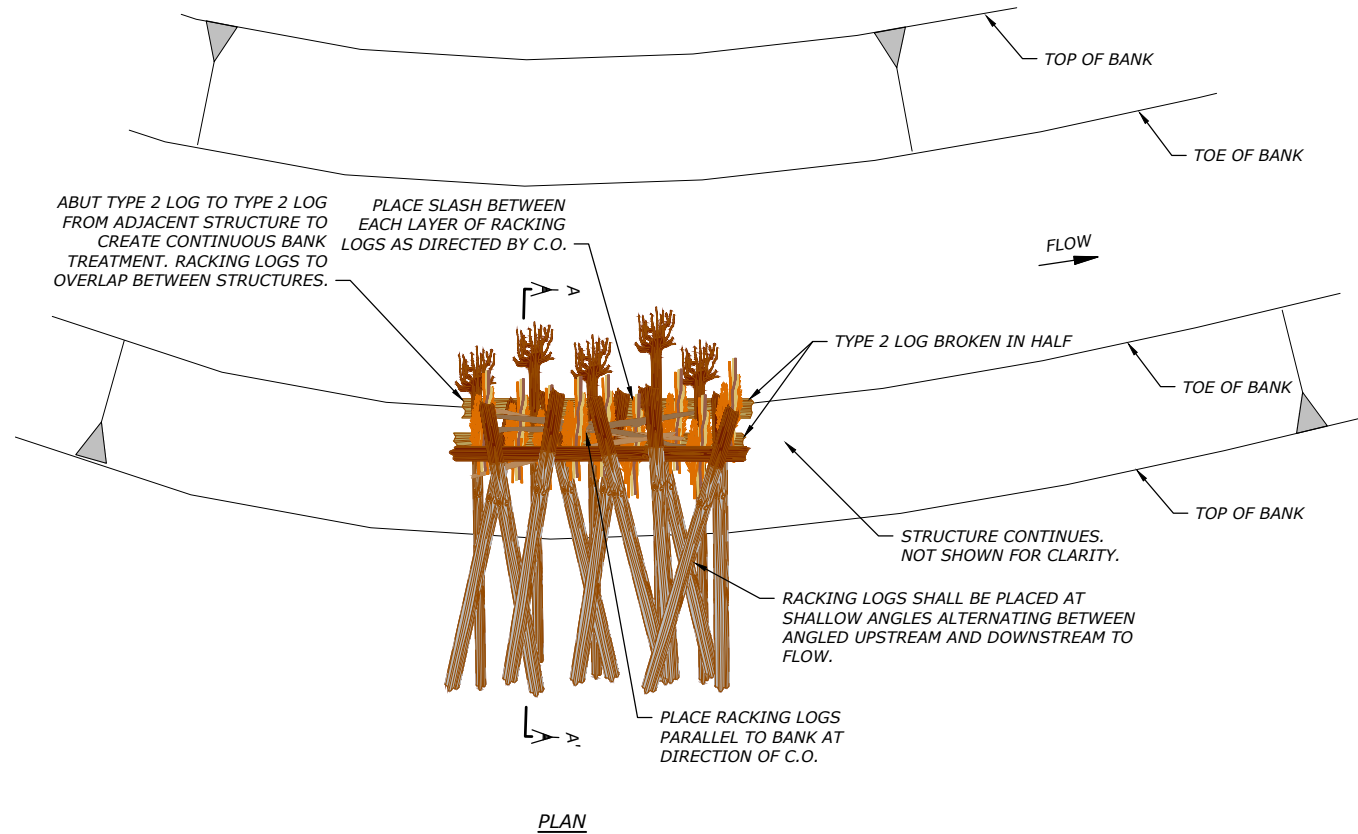 TOP OF BANK
TOE OF BANK
ABUT TYPE 2 LOG TO TYPE 2 LOG
FROM ADJACENT STRUCTURE TO
CREATE CONTINUOUS BANK
TREATMENT. RACKING LOGS TO
OVERLAP BETWEEN STRUCTURES.
PLACE SLASH BETWEEN
EACH LAYER OF RACKING
LOGS AS DIRECTED BY C.O.
FLOW
A
TYPE 2 LOG BROKEN IN HALF
TOE OF BANK
TOP OF BANK
STRUCTURE CONTINUES.
NOT SHOWN FOR CLARITY.
RACKING LOGS SHALL BE PLACED AT
SHALLOW ANGLES ALTERNATING BETWEEN
ANGLED UPSTREAM AND DOWNSTREAM TO
FLOW.
PLACE RACKING LOGS
PARALLEL TO BANK AT
DIRECTION OF C.O.
A'
PLAN